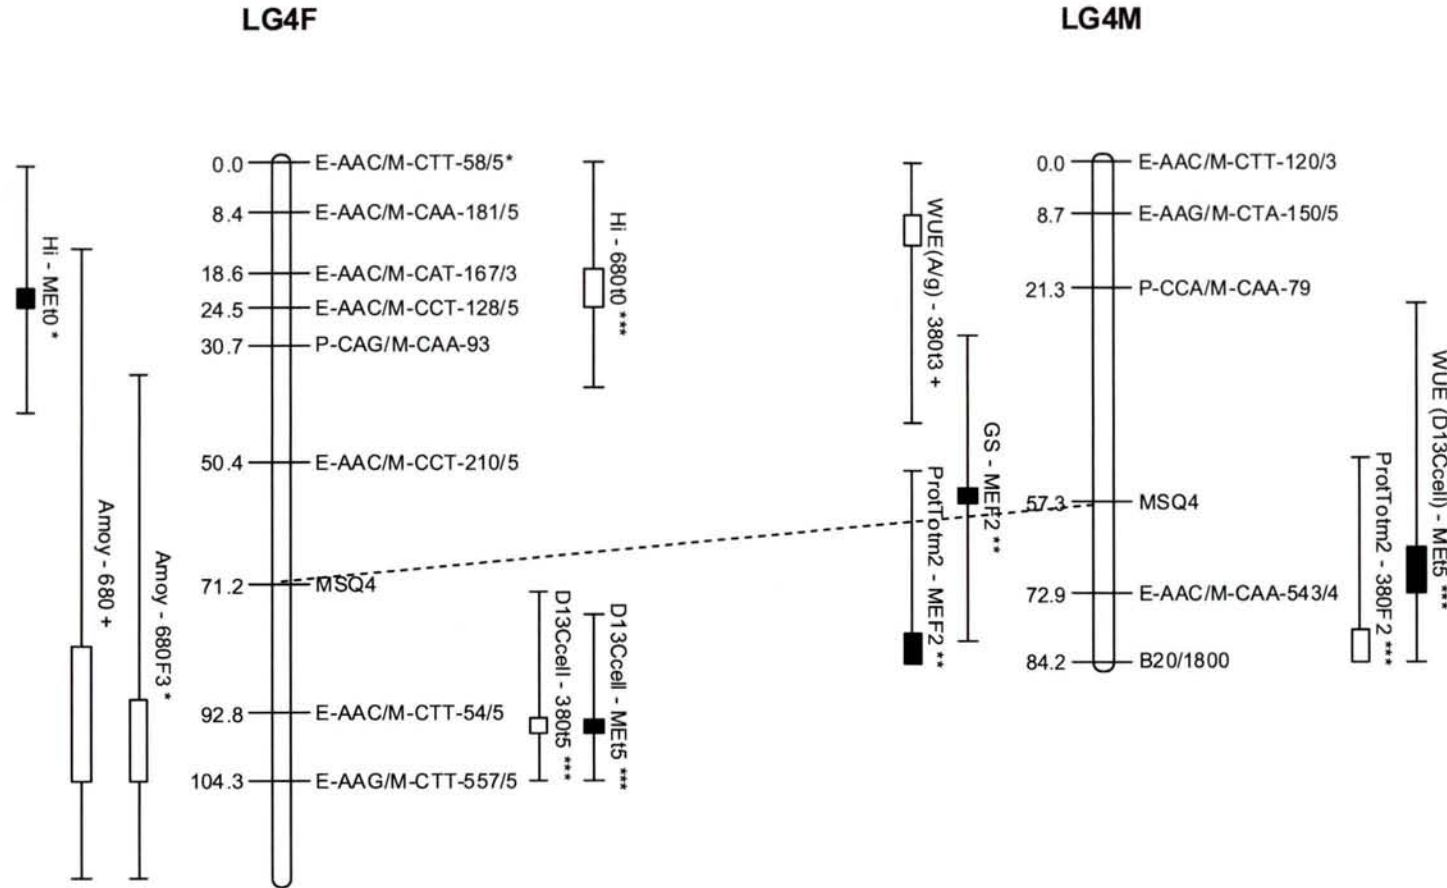 LG4F
LG4M
0.0 E-AAC/M-CTT-58/5*
8.4 E-AAC/M-CAA-181/5
18.6 E-AAC/M-CAT-167/3
24.5 E-AAC/M-CCT-128/5
30.7 P-CAG/M-CAA-93
50.4 E-AAC/M-CCT-210/5
71.2 MSQ4
92.8 E-AAC/M-CTT-54/5
104.3 E-AAG/M-CTT-557/5
Hi - MEt0 *
Amoy - 680 +
Amoy - 680F3 *
Hi - 680t0 ***
D13Ccell - 380t5 ***
D13Ccell - MEt5 ***
0.0 E-AAC/M-CTT-120/3
8.7 E-AAG/M-CTA-150/5
21.3 P-CCA/M-CAA-79
57.3 MSQ4
72.9 E-AAC/M-CAA-543/4
84.2 B20/1800
WUE(A/g) - 380t3 +
ProtTotm2 - MEF2 **
GS - MEF2 **
ProtTotm2 - 380F2 ***
WUE (D13Ccell) - MEt5 ***